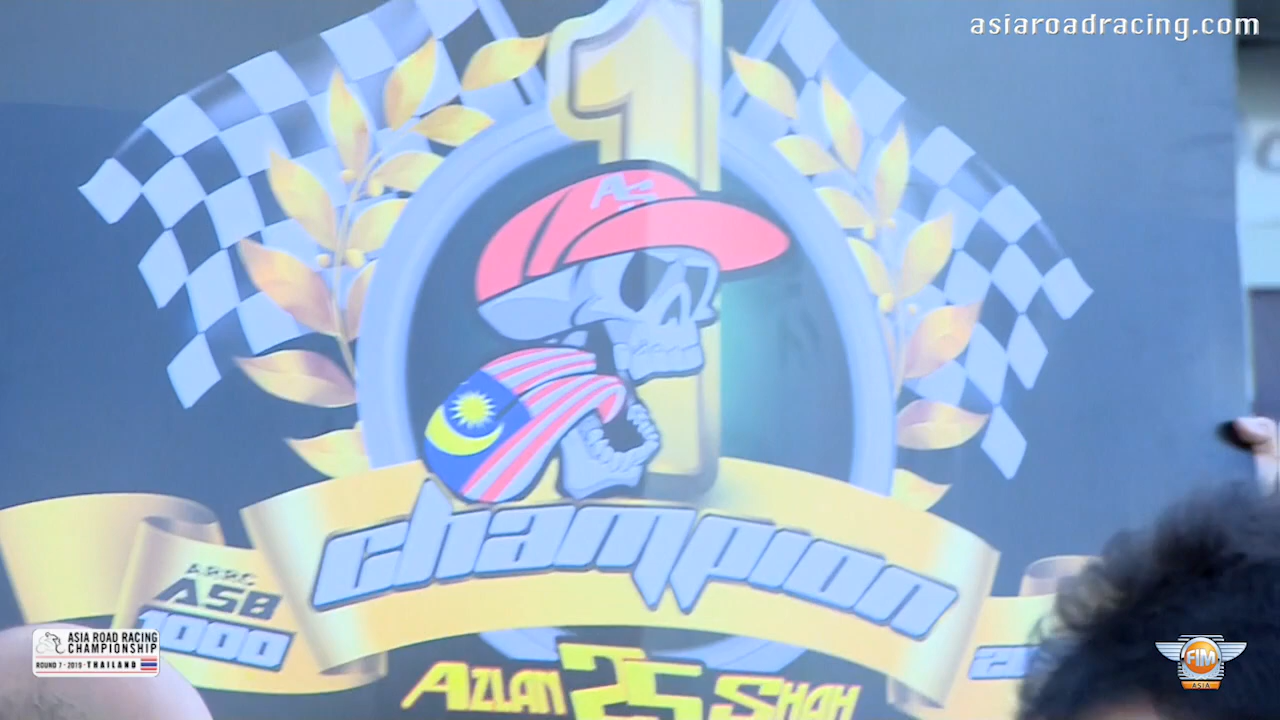 asiaroadracing.com
1
AS
champion
ARRC
ASB
1000
AZLAN 25 SHAH
ASIA ROAD RACING
CHAMPIONSHIP
ROUND 7 - 2019 - THAILAND
FIM
ASIA